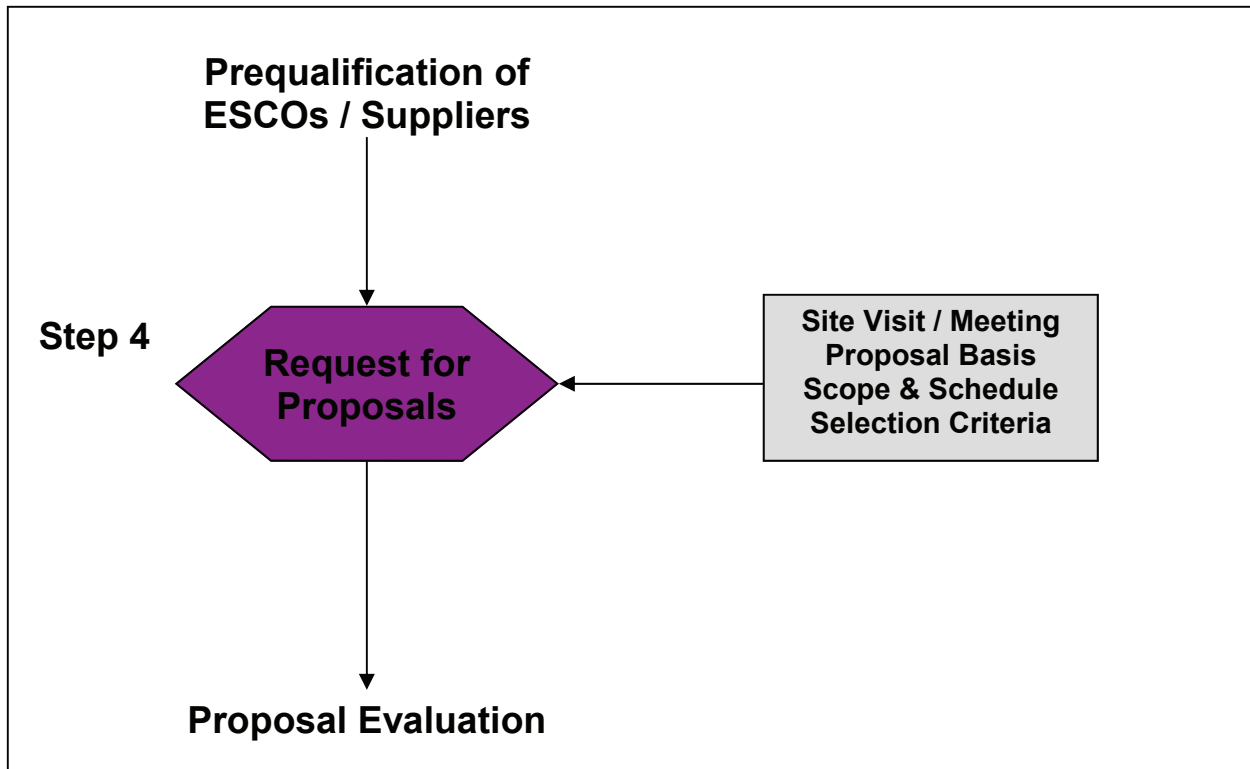 Prequalification of
ESCOs / Suppliers
Step 4
Request for
Proposals
Site Visit / Meeting
Proposal Basis
Scope & Schedule
Selection Criteria
Proposal Evaluation